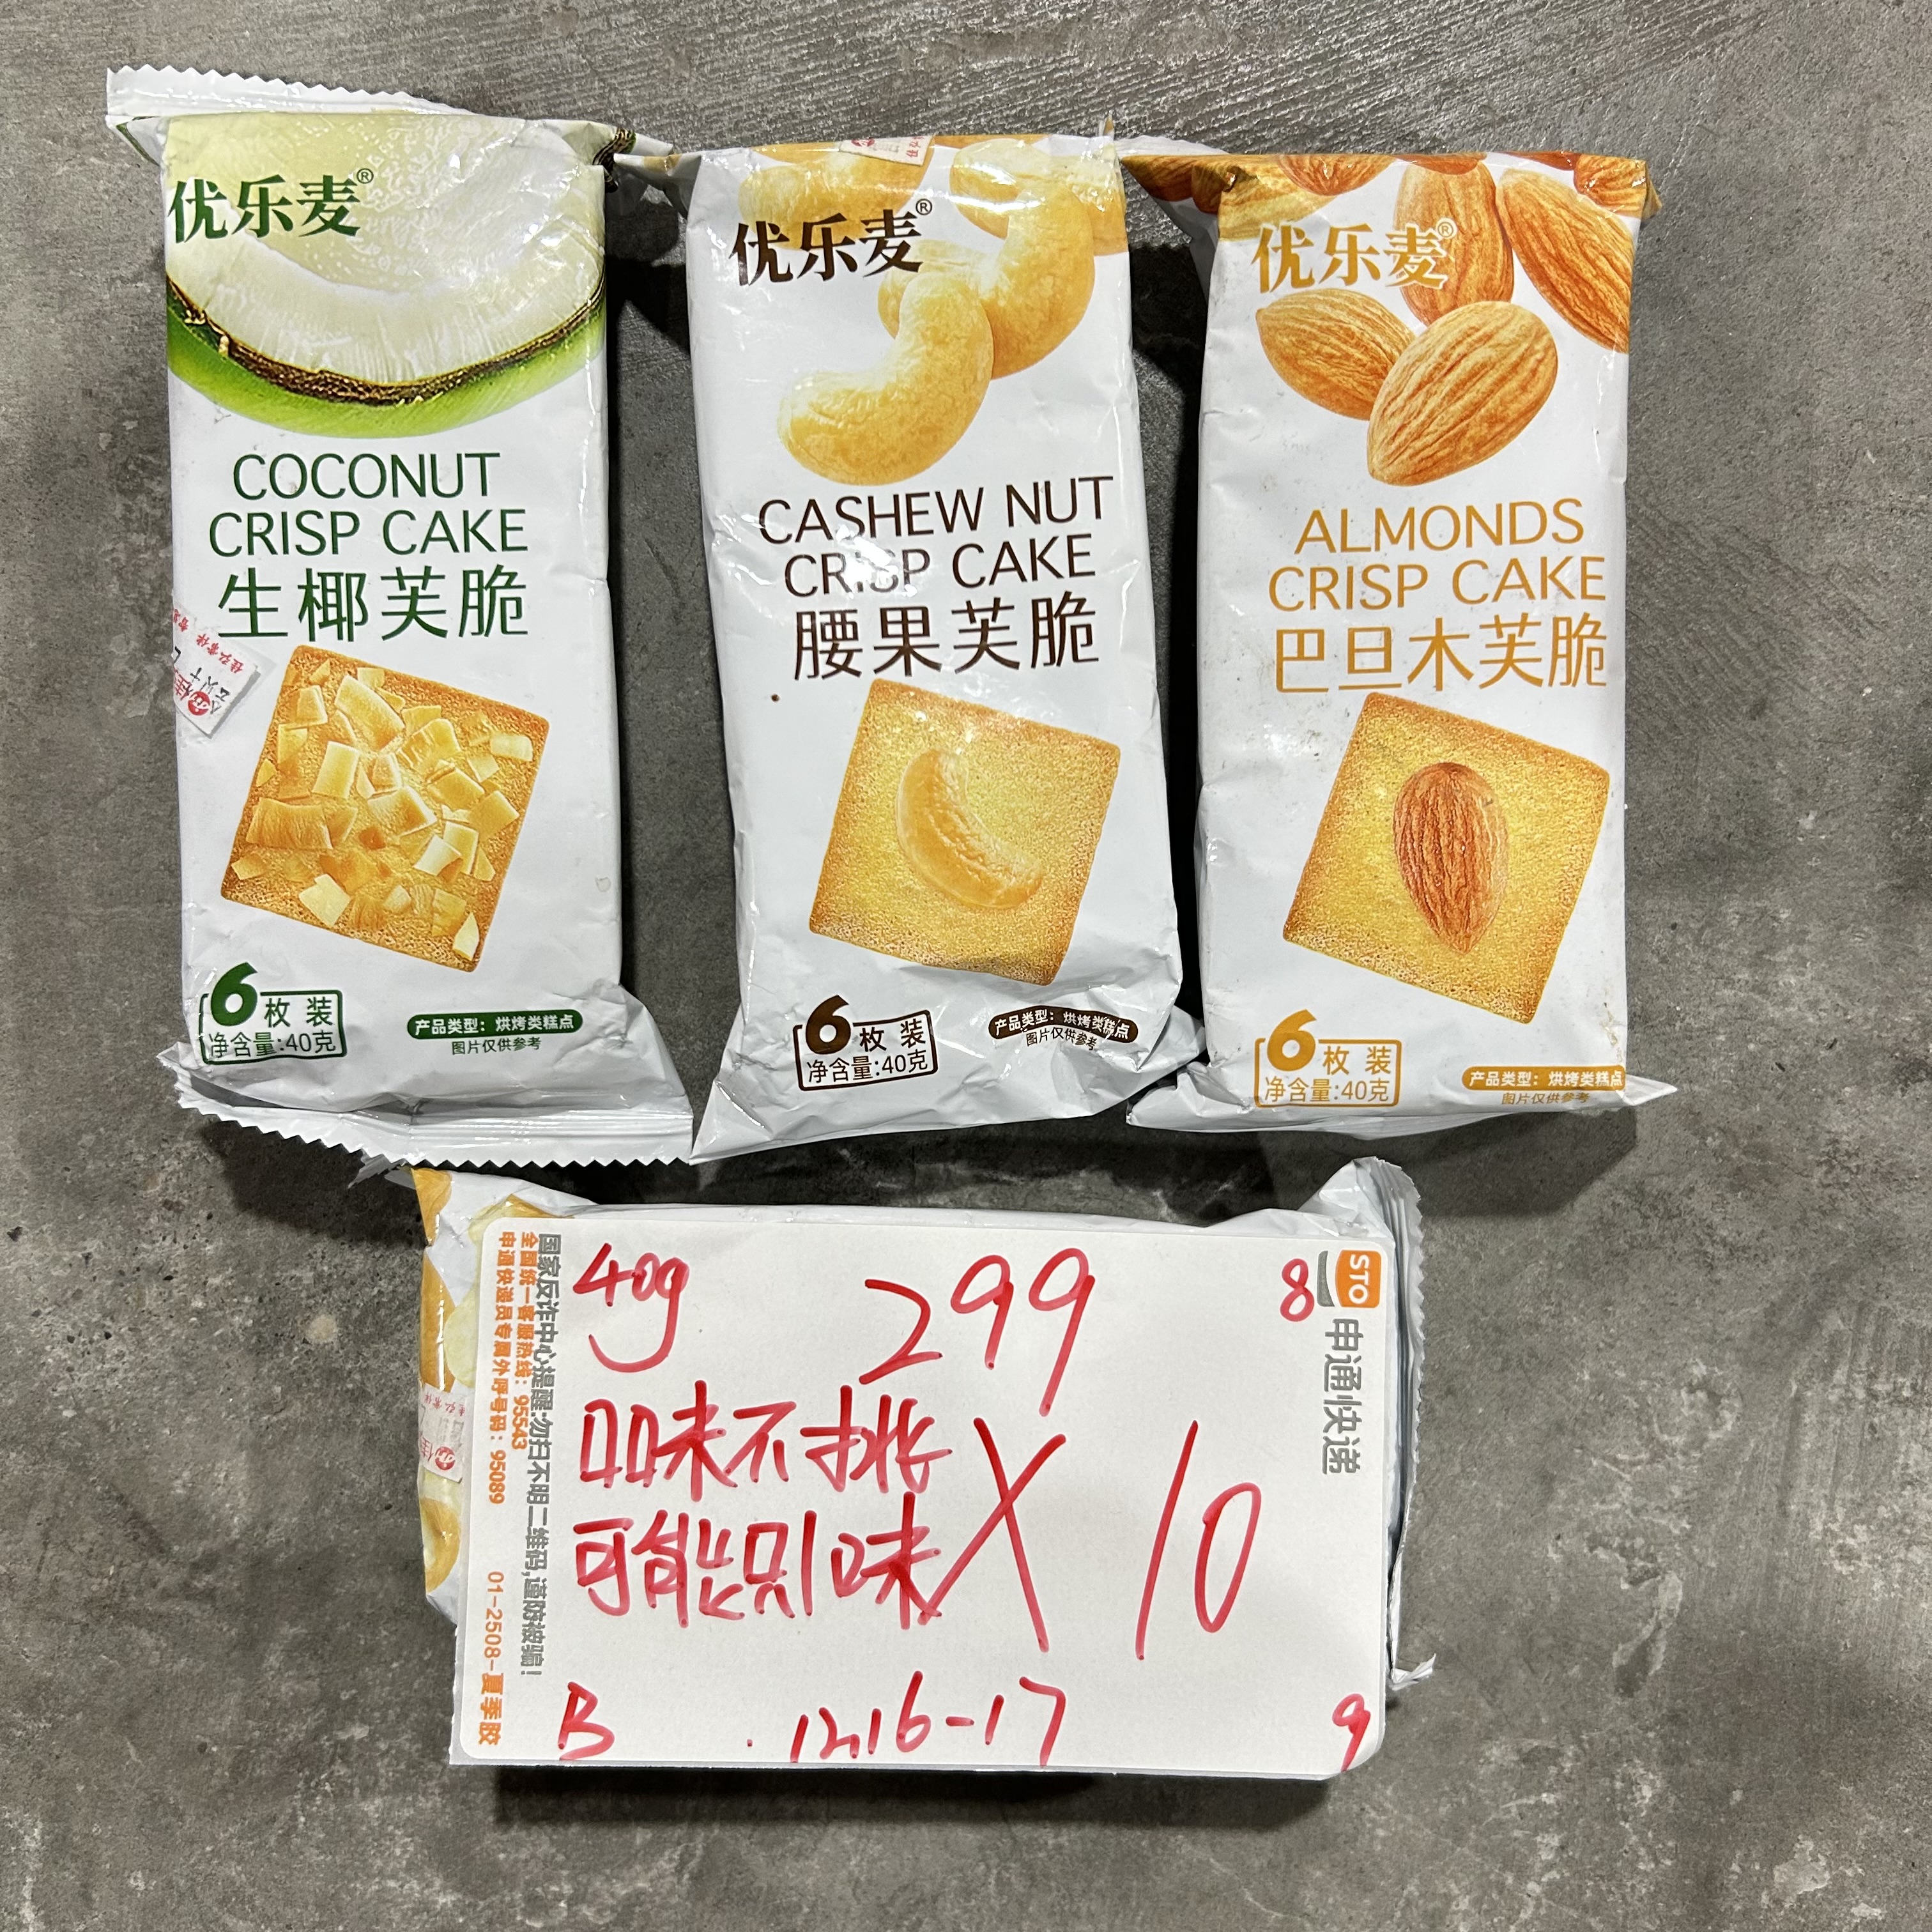 优乐麦®
COCONUT
CRISP CAKE
生椰芙脆
6枚装
净含量:40克
产品类型：烘烤类糕点
图片仅供参考
优乐麦®
CASHEW NUT
CRISP CAKE
腰果芙脆
6枚装
净含量:40克
产品类型：烘烤类糕点
图片仅供参考
优乐麦®
ALMONDS
CRISP CAKE
巴旦木芙脆
6枚装
净含量:40克
产品类型：烘烤类糕点
图片仅供参考
40g 299 8
口味不挑
可能只1味 X 10
B . 12.16-17 9
STO
申通快递
国家反诈中心提醒:勿扫不明二维码,谨防被骗!
全国统一客服热线：95543
申通快递员专属外呼号码：95089
01-2508-夏季胶